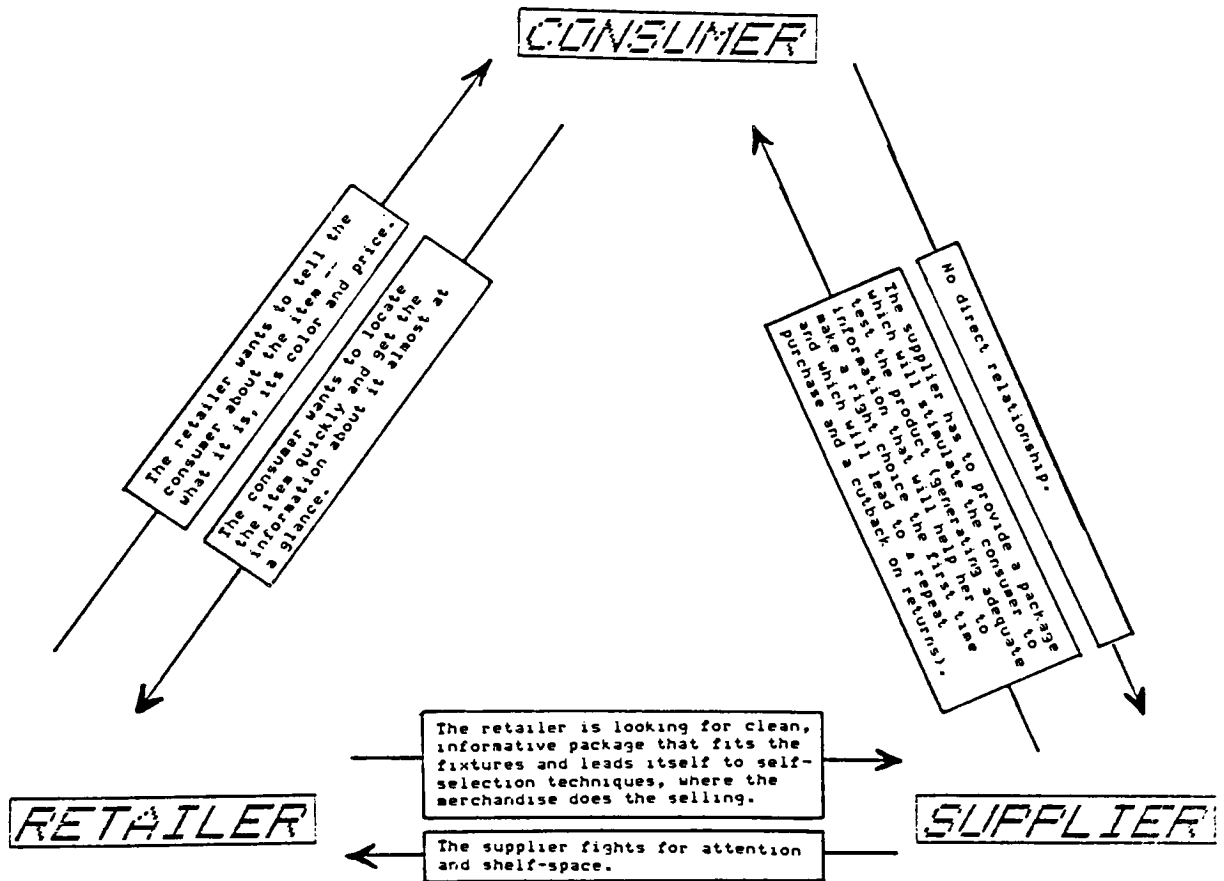 CONSUMER
The retailer wants to tell the
consumer about the item --
what it is, its color and price.
The consumer wants to locate
the item quickly and get the
information about it almost at
a glance.
No direct relationship.
The supplier has to provide a package
which will stimulate the consumer to
test the product (generating adequate
information that will help her to
make a right choice the first time
and which will lead to a repeat
purchase and a cutback on returns).
The retailer is looking for clean,
informative package that fits the
fixtures and leads itself to self-
selection techniques, where the
merchandise does the selling.
RETAILER
SUPPLIER
The supplier fights for attention
and shelf-space.